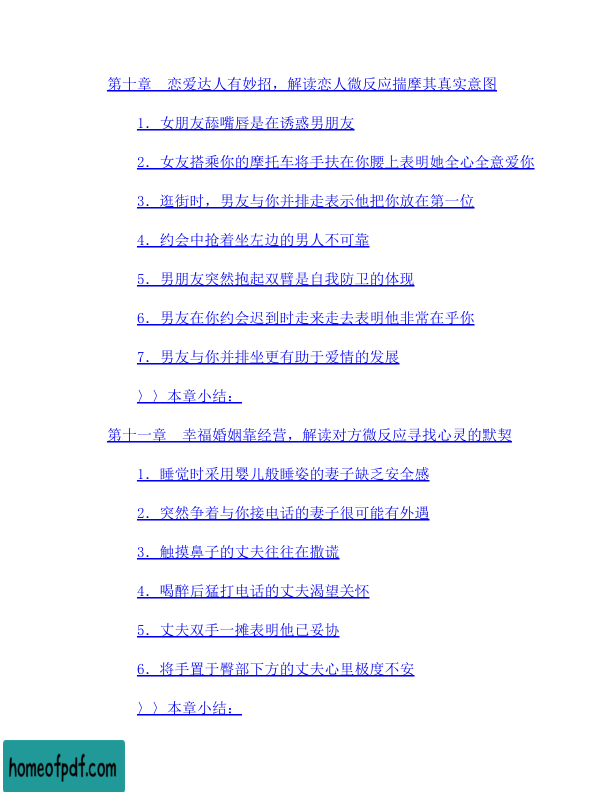 第十章　恋爱达人有妙招，解读恋人微反应揣摩其真实意图
1．女朋友舔嘴唇是在诱惑男朋友
2．女友搭乘你的摩托车将手扶在你腰上表明她全心全意爱你
3．逛街时，男友与你并排走表示他把你放在第一位
4．约会中抢着坐左边的男人不可靠
5．男朋友突然抱起双臂是自我防卫的体现
6．男友在你约会迟到时走来走去表明他非常在乎你
7．男友与你并排坐更有助于爱情的发展
〉〉本章小结：
第十一章　幸福婚姻靠经营，解读对方微反应寻找心灵的默契
1．睡觉时采用婴儿般睡姿的妻子缺乏安全感
2．突然争着与你接电话的妻子很可能有外遇
3．触摸鼻子的丈夫往往在撒谎
4．喝醉后猛打电话的丈夫渴望关怀
5．丈夫双手一摊表明他已妥协
6．将手置于臀部下方的丈夫心里极度不安
〉〉本章小结：
homeofpdf.com